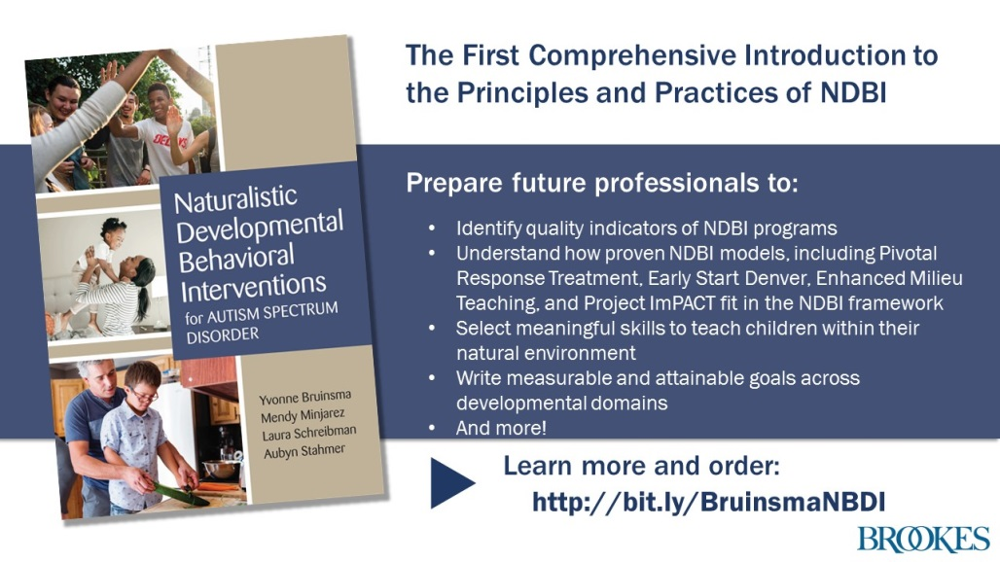 The First Comprehensive Introduction to
the Principles and Practices of NDBI
Naturalistic
Developmental
Behavioral
Interventions
for AUTISM SPECTRUM
DISORDER
Yvonne Bruinsma
Mendy Minjarez
Laura Schreibman
Aubyn Stahmer
Prepare future professionals to:
• Identify quality indicators of NDBI programs
• Understand how proven NDBI models, including Pivotal
Response Treatment, Early Start Denver, Enhanced Milieu
Teaching, and Project ImPACT fit in the NDBI framework
• Select meaningful skills to teach children within their
natural environment
• Write measurable and attainable goals across
developmental domains
• And more!
Learn more and order:
http://bit.ly/BruinsmaNBDI
BROOKES